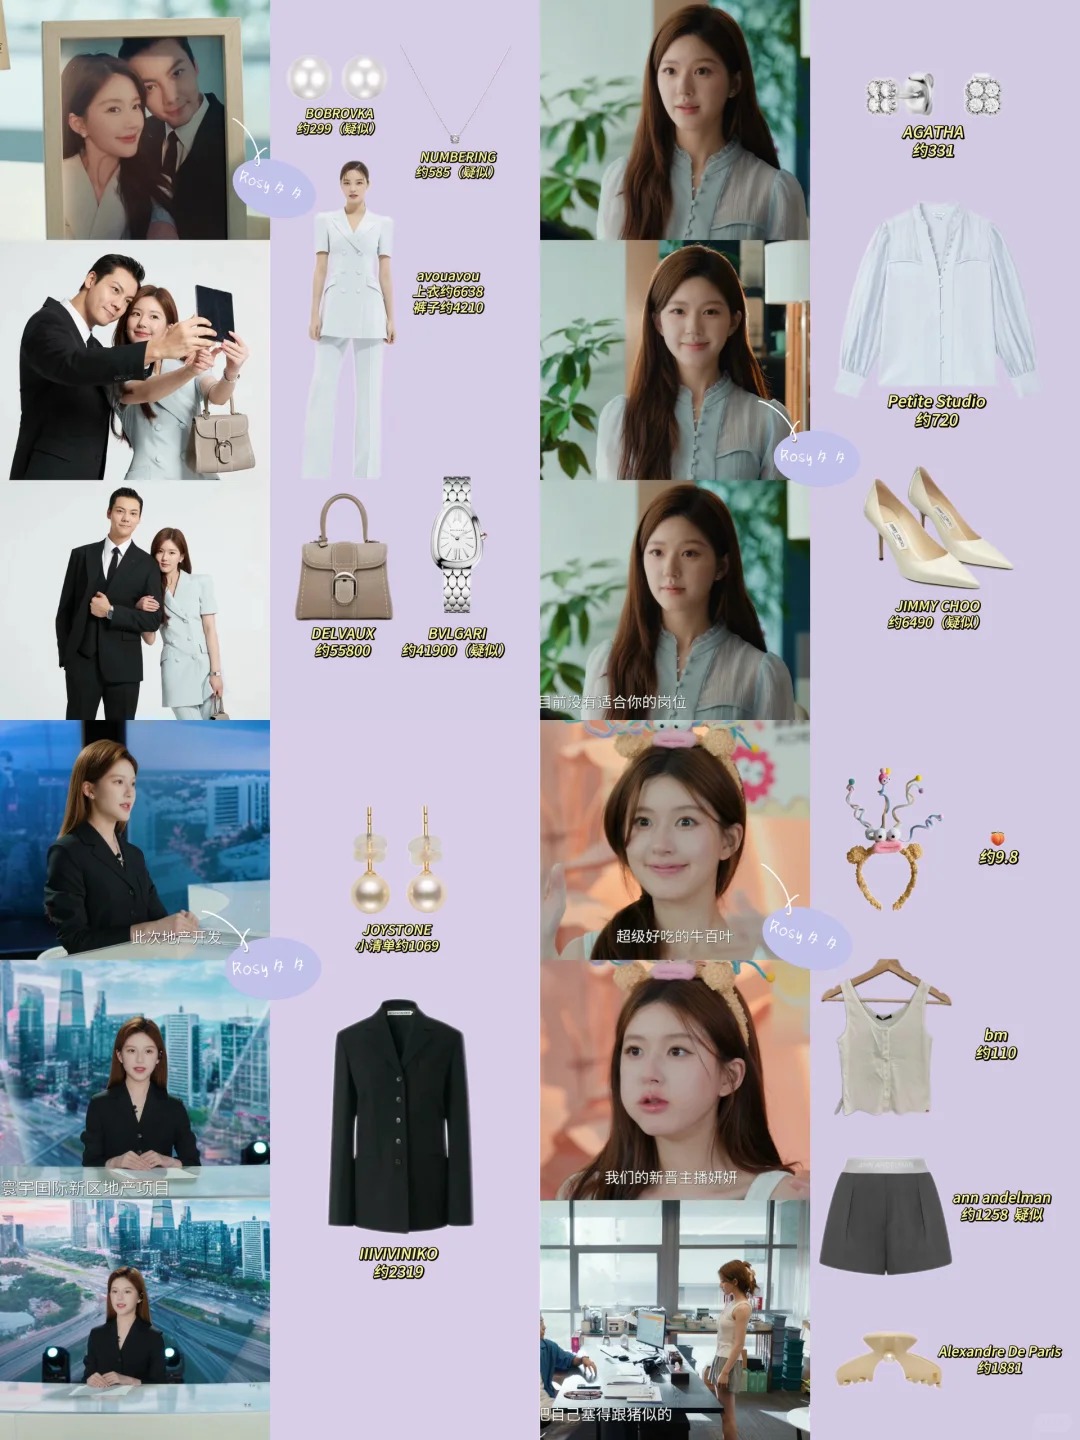 BOBROVKA
约299（疑似）
NUMBERING
约585（疑似）
Rosy夕夕
avouavou
上衣约6638
裤子约4210
DELVAUX
约55800
BVLGARI
约41900（疑似）
AGATHA
约331
Petite Studio
约720
Rosy夕夕
JIMMY CHOO
约6490（疑似）
目前没有适合你的岗位
此次地产开发
Rosy夕夕
JOYSTONE
小清单约1069
寰宇国际新区地产项目
IIIVIVINIKO
约2319
超级好吃的牛百叶
Rosy夕夕
约9.8
我们的新晋主播妍妍
bm
约110
ann andelman
约1258 疑似
把自己塞得跟猪似的
Alexandre De Paris
约1881